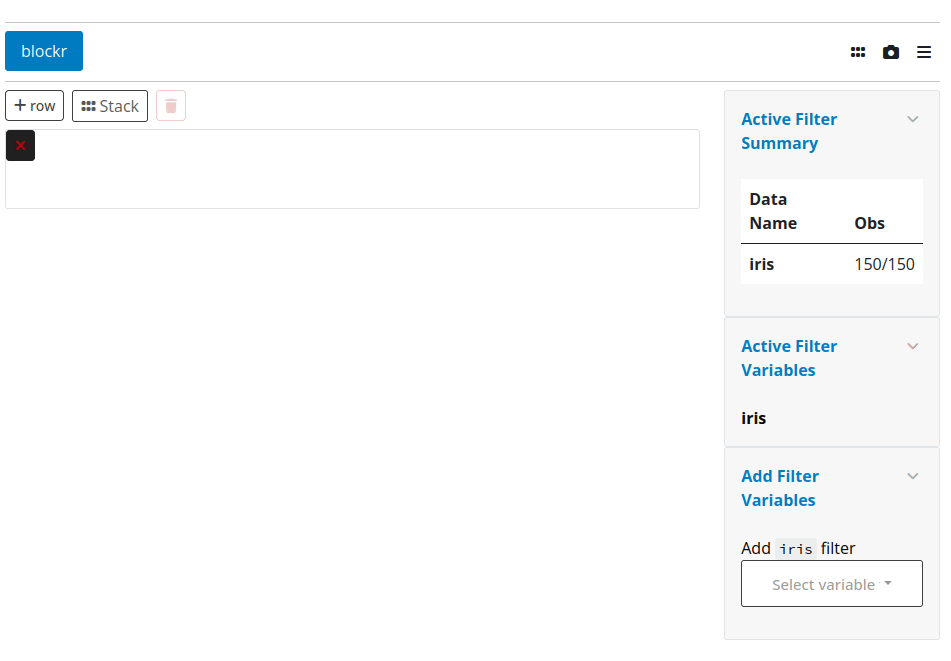 blockr
+ row
Stack
Active Filter
Summary
Data
Name Obs
iris 150/150
Active Filter
Variables
iris
Add Filter
Variables
Add iris filter
Select variable